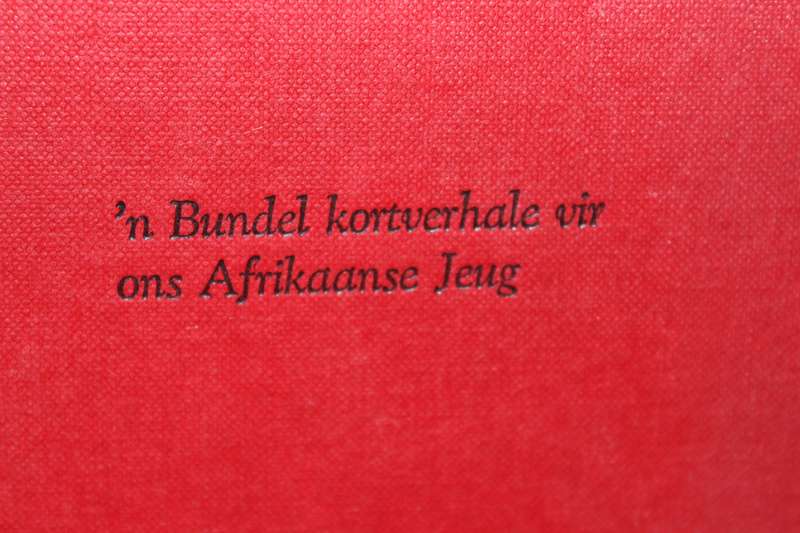 'n Bundel kortverhale vir
ons Afrikaanse Jeug